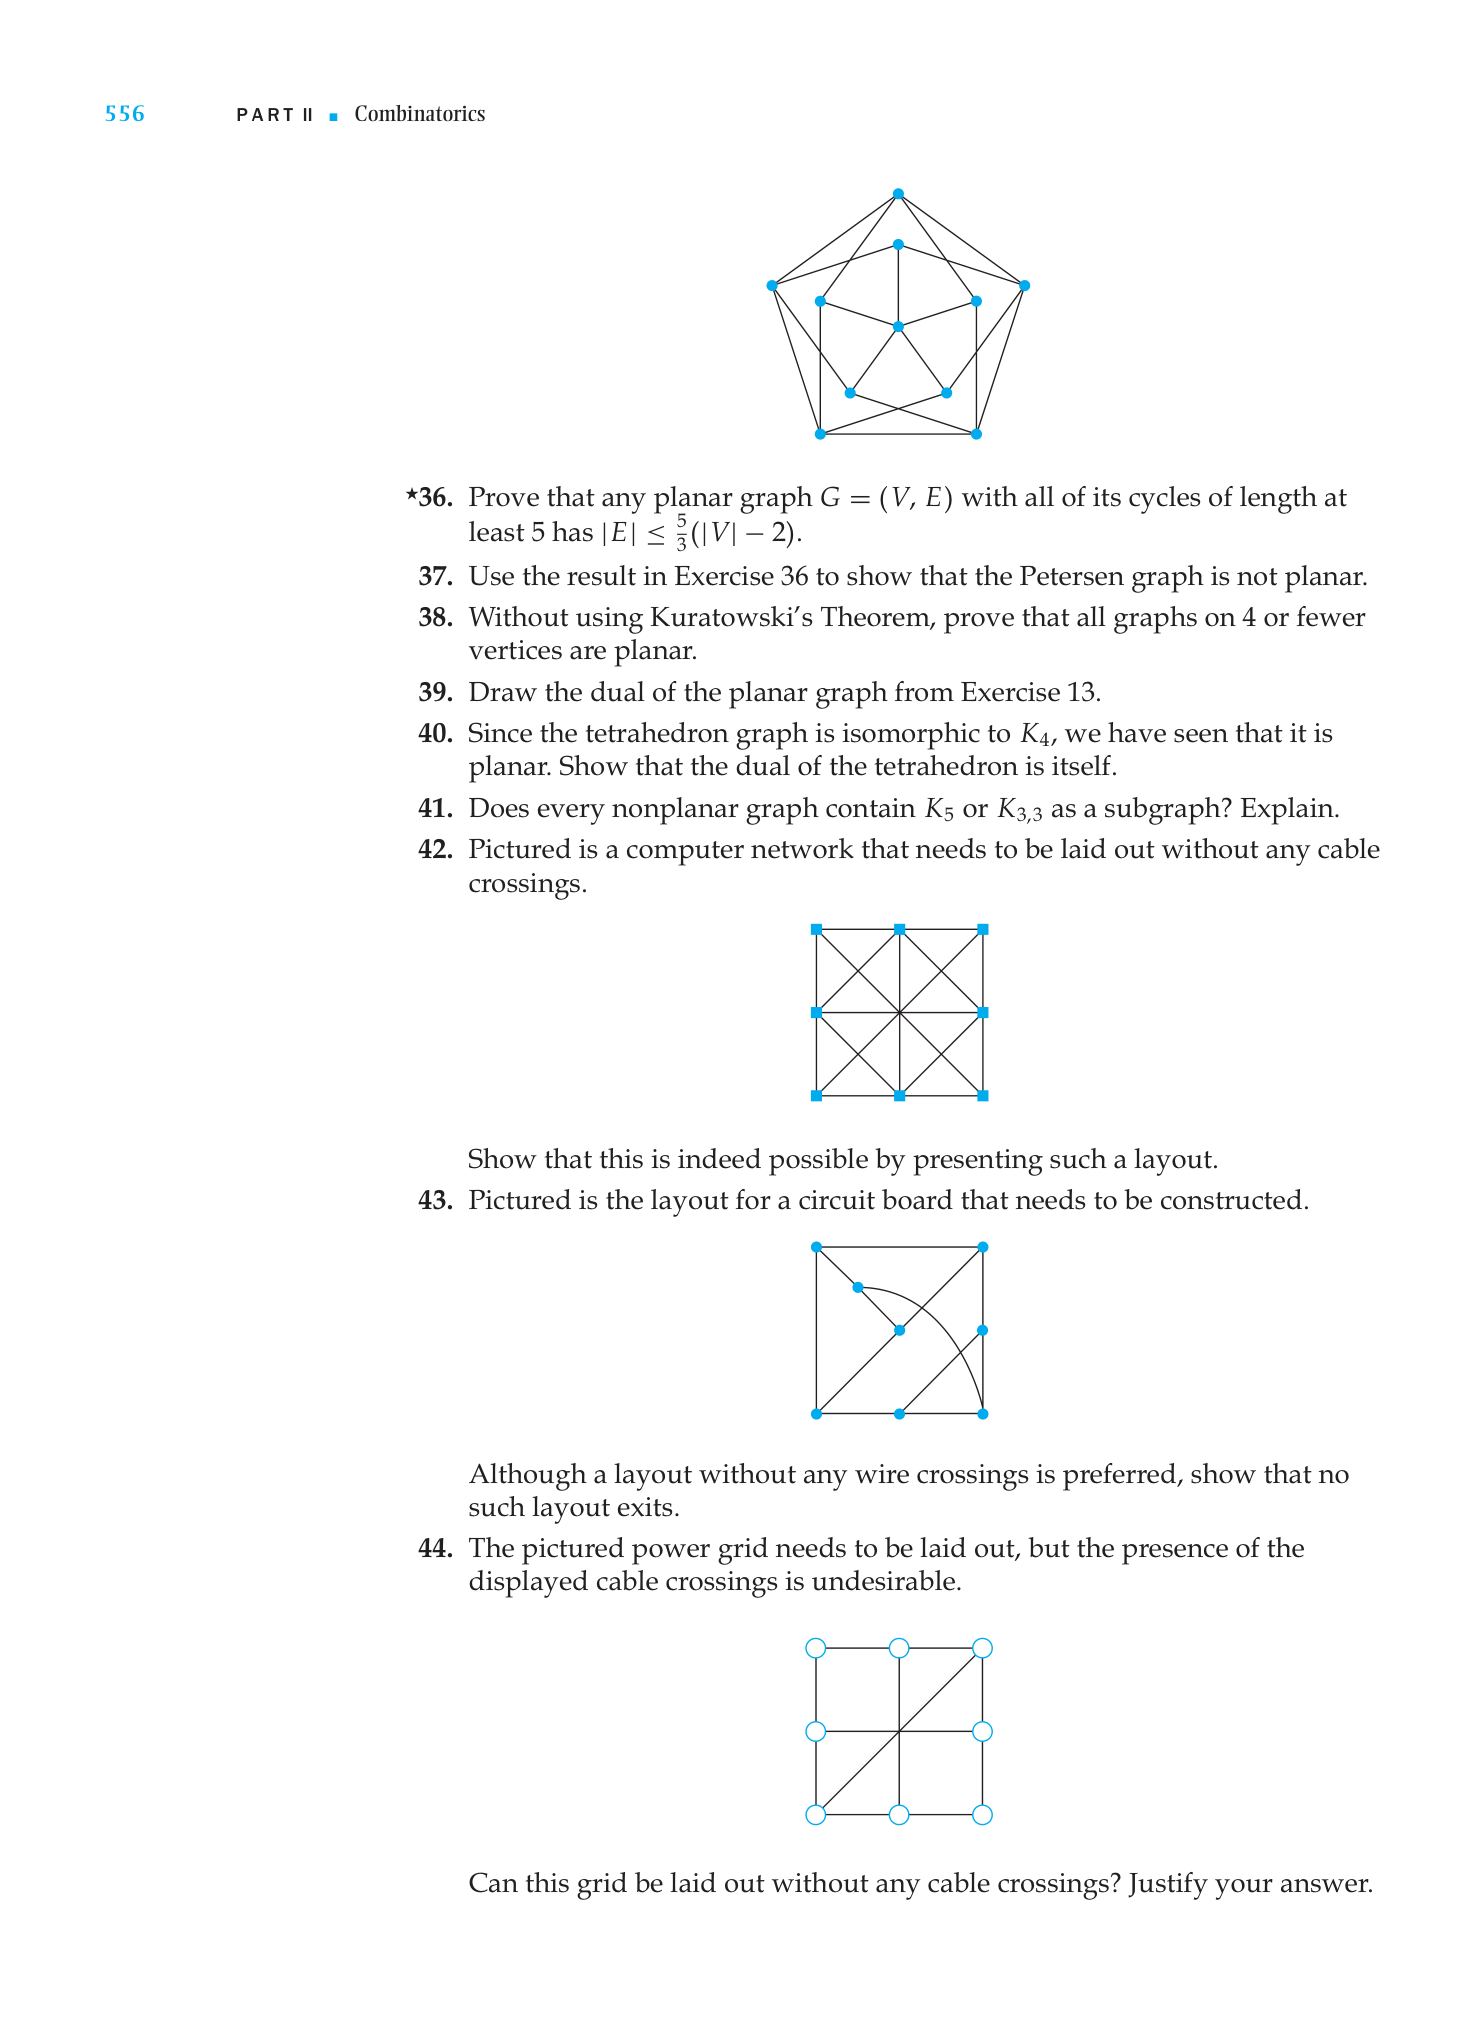 556 PART II ■ Combinatorics
★36. Prove that any planar graph G = (V, E) with all of its cycles of length at
least 5 has |E| ≤ 5/3(|V| − 2).
37. Use the result in Exercise 36 to show that the Petersen graph is not planar.
38. Without using Kuratowski’s Theorem, prove that all graphs on 4 or fewer
vertices are planar.
39. Draw the dual of the planar graph from Exercise 13.
40. Since the tetrahedron graph is isomorphic to K₄, we have seen that it is
planar. Show that the dual of the tetrahedron is itself.
41. Does every nonplanar graph contain K₅ or K₃,₃ as a subgraph? Explain.
42. Pictured is a computer network that needs to be laid out without any cable
crossings.
Show that this is indeed possible by presenting such a layout.
43. Pictured is the layout for a circuit board that needs to be constructed.
Although a layout without any wire crossings is preferred, show that no
such layout exits.
44. The pictured power grid needs to be laid out, but the presence of the
displayed cable crossings is undesirable.
Can this grid be laid out without any cable crossings? Justify your answer.